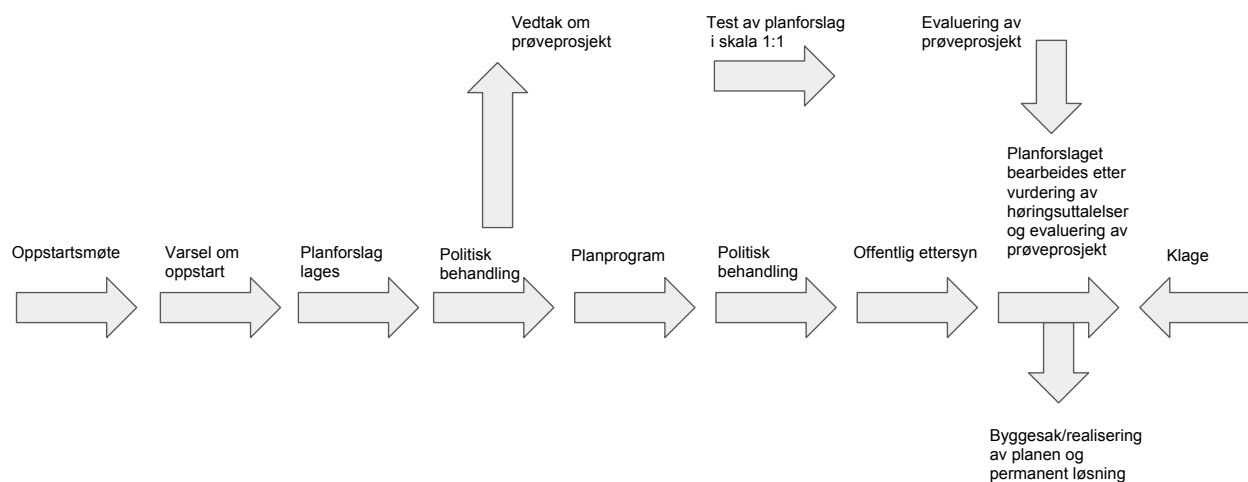 Vedtak om
prøveprosjekt
Test av planforslag
i skala 1:1
Evaluering av
prøveprosjekt
Oppstartsmøte
Varsel om
oppstart
Planforslag
lages
Politisk
behandling
Planprogram
Politisk
behandling
Offentlig ettersyn
Planforslaget
bearbeides etter
vurdering av
høringsuttalelser
og evaluering av
prøveprosjekt
Klage
Byggesak/realisering
av planen og
permanent løsning